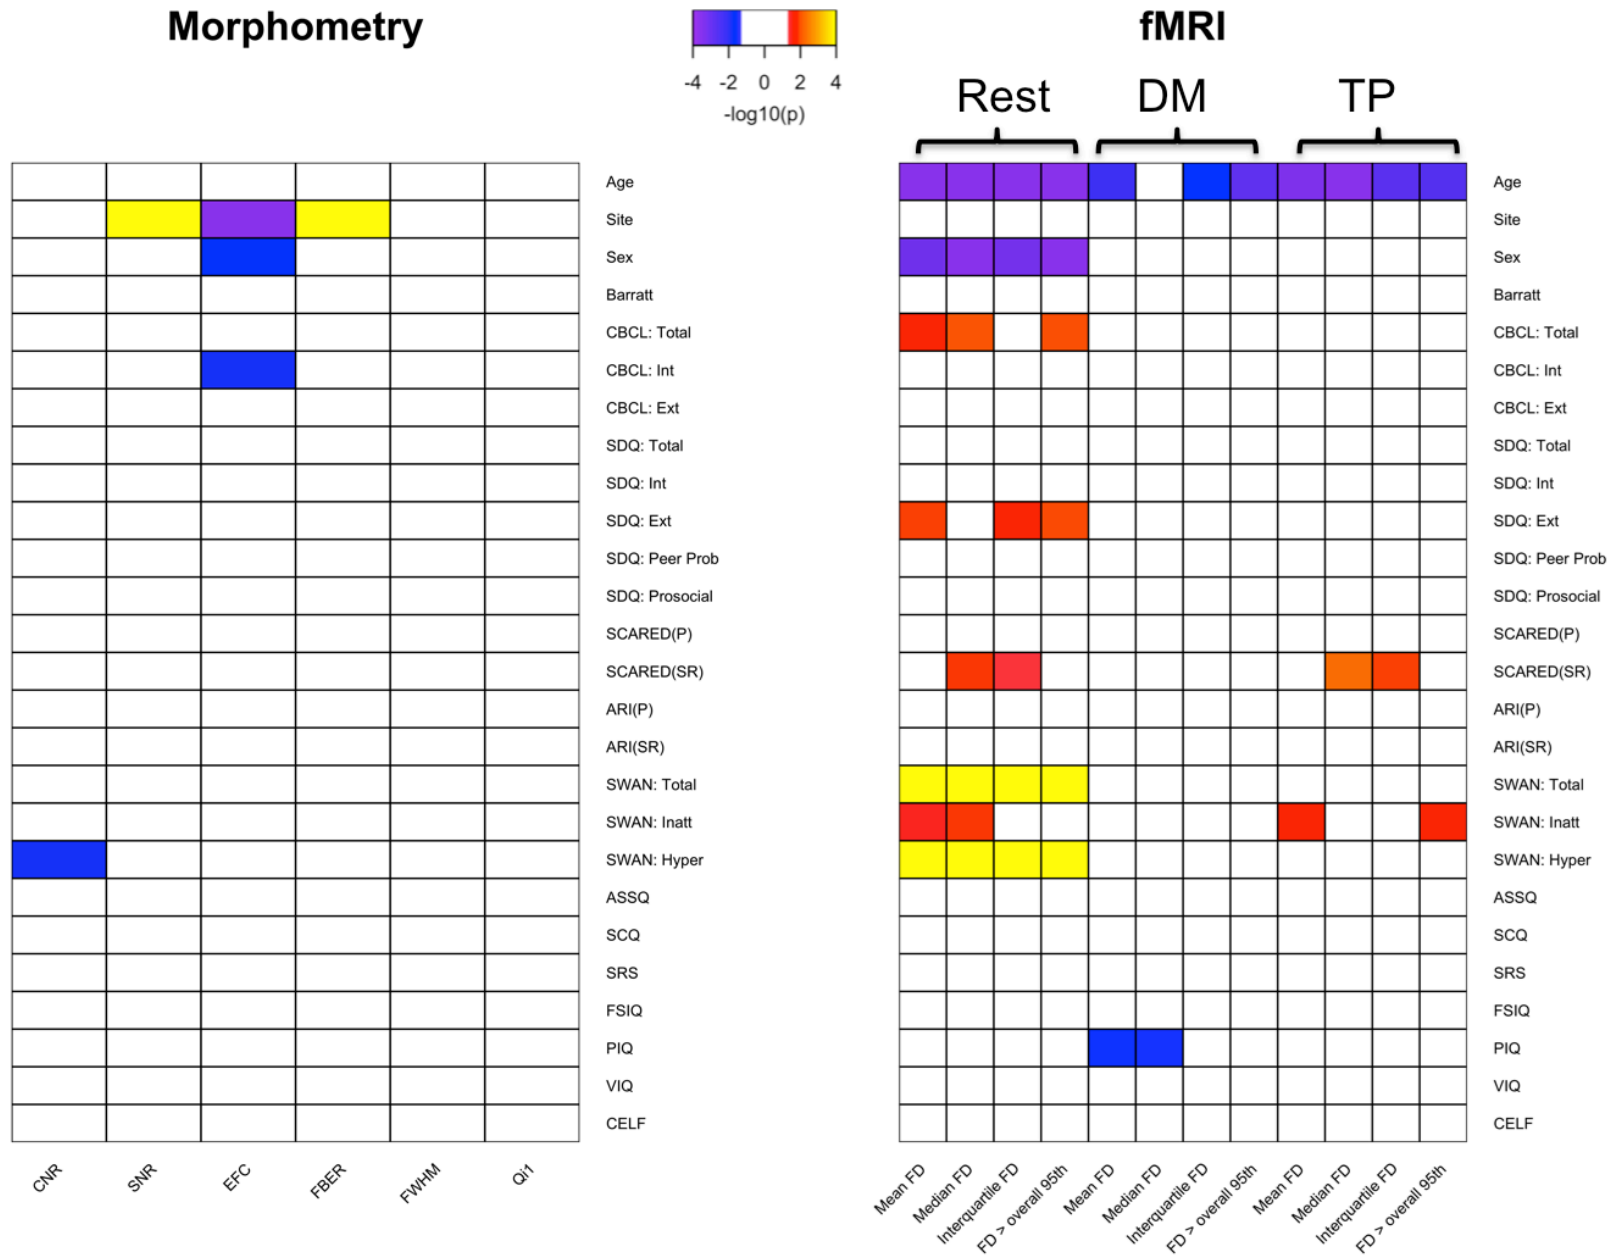 Morphometry
fMRI
-4 -2 0 2 4
-log10(p)
Rest DM TP
Age
Site
Sex
Barratt
CBCL: Total
CBCL: Int
CBCL: Ext
SDQ: Total
SDQ: Int
SDQ: Ext
SDQ: Peer Prob
SDQ: Prosocial
SCARED(P)
SCARED(SR)
ARI(P)
ARI(SR)
SWAN: Total
SWAN: Inatt
SWAN: Hyper
ASSQ
SCQ
SRS
FSIQ
PIQ
VIQ
CELF
CNR
SNR
EFC
FBER
FWHM
Qi1
Age
Site
Sex
Barratt
CBCL: Total
CBCL: Int
CBCL: Ext
SDQ: Total
SDQ: Int
SDQ: Ext
SDQ: Peer Prob
SDQ: Prosocial
SCARED(P)
SCARED(SR)
ARI(P)
ARI(SR)
SWAN: Total
SWAN: Inatt
SWAN: Hyper
ASSQ
SCQ
SRS
FSIQ
PIQ
VIQ
CELF
Mean FD
Median FD
Interquartile FD
FD > overall 95th
Mean FD
Median FD
Interquartile FD
FD > overall 95th
Mean FD
Median FD
Interquartile FD
FD > overall 95th